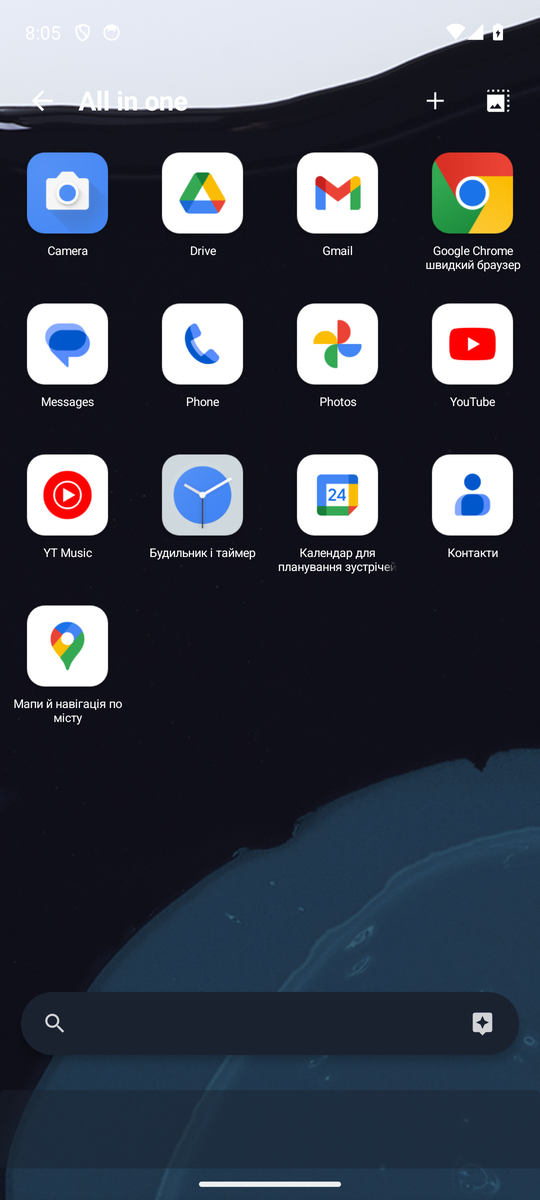 8:05
All in one
Camera
Drive
Gmail
Google Chrome
швидкий браузер
Messages
Phone
Photos
YouTube
24
YT Music
Будильник і таймер
Календар для
планування зустрічей
Контакти
Мапи й навігація по
місту